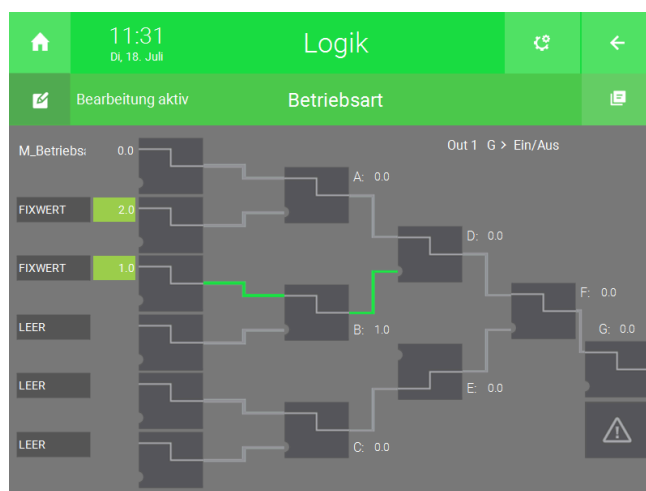 11:31
Di, 18. Juli
Logik
Bearbeitung aktiv
Betriebsart
M_Betriebsa 0.0
Out 1 G > Ein/Aus
A: 0.0
FIXWERT 2.0
D: 0.0
FIXWERT 1.0
F: 0.0
LEER
B: 1.0
G: 0.0
LEER
E: 0.0
LEER
C: 0.0